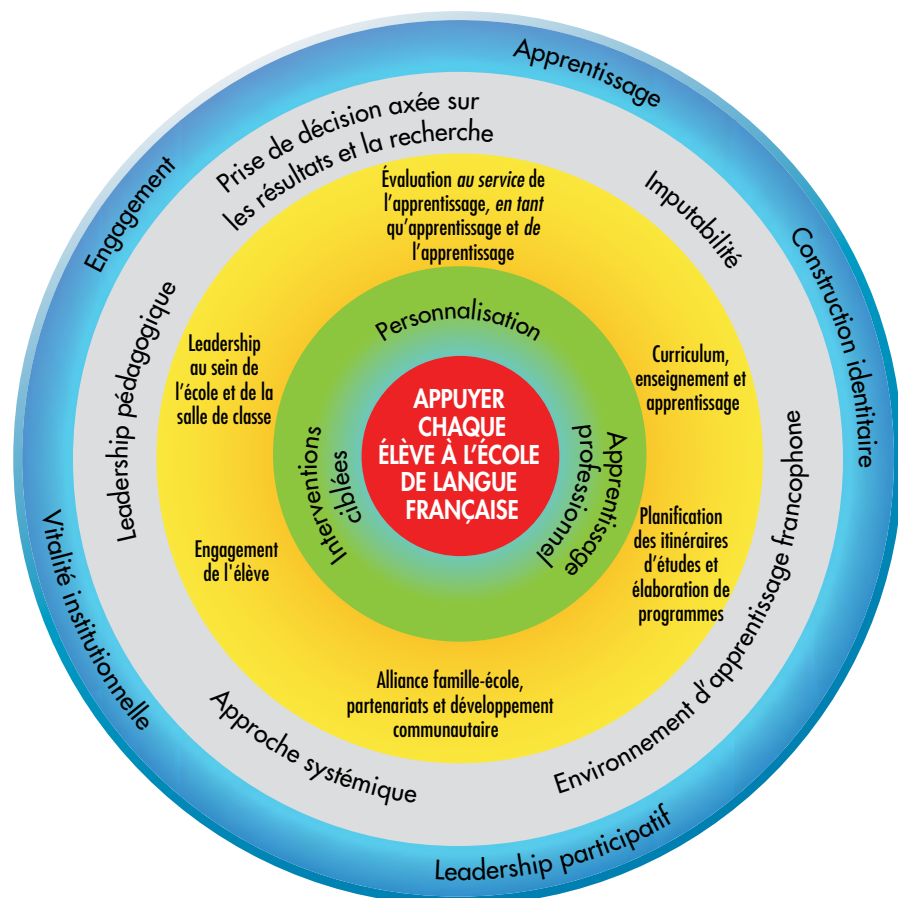 Apprentissage
Construction identitaire
Leadership participatif
Vitalité institutionnelle
Engagement
Prise de décision axée sur
les résultats et la recherche
Imputabilité
Environnement d'apprentissage francophone
Approche systémique
Leadership pédagogique
Évaluation au service de
l'apprentissage, en tant
qu'apprentissage et de
l'apprentissage
Curriculum,
enseignement et
apprentissage
Planification
des itinéraires
d'études et
élaboration de
programmes
Alliance famille-école,
partenariats et développement
communautaire
Engagement
de l'élève
Leadership
au sein de
l'école et de la
salle de classe
Personnalisation
Apprentissage
professionnel
Interventions
ciblées
APPUYER
CHAQUE
ÉLÈVE À L'ÉCOLE
DE LANGUE
FRANÇAISE